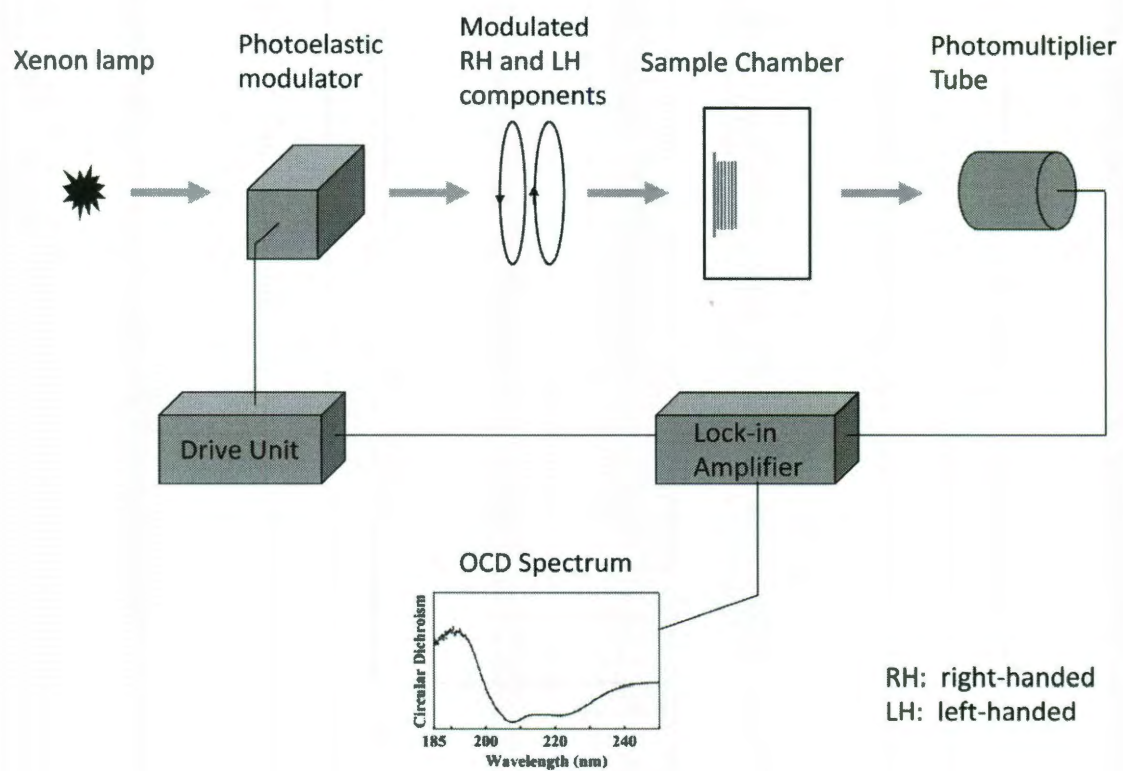 Xenon lamp
Photoelastic
modulator
Modulated
RH and LH
components
Sample Chamber
Photomultiplier
Tube
Drive Unit
Lock-in
Amplifier
OCD Spectrum
Circular Dichroism
185 200 220 240
Wavelength (nm)
RH: right-handed
LH: left-handed